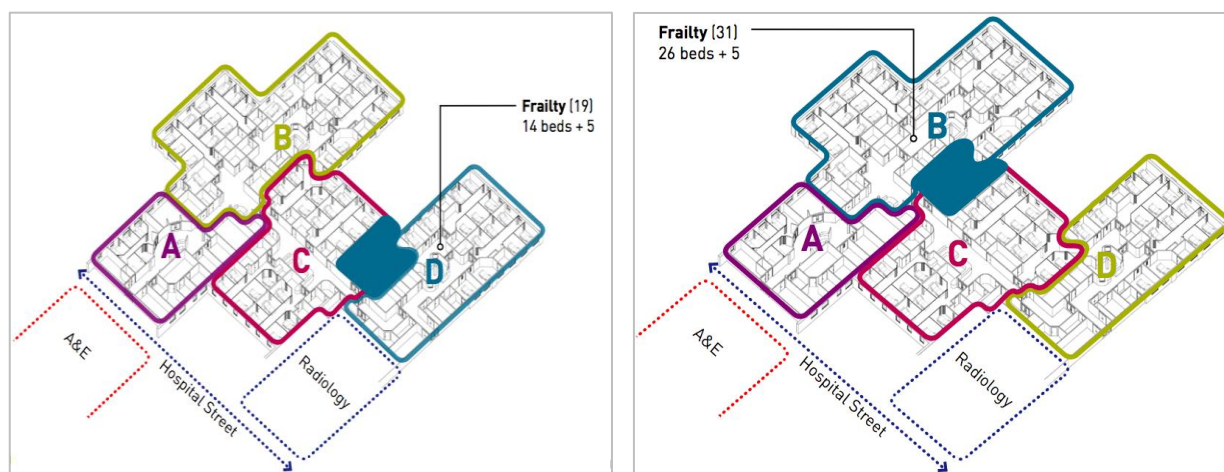 Frailty (19)
14 beds + 5
B
A
C
D
A&E
Hospital Street
Radiology
Frailty (31)
26 beds + 5
B
A
C
D
A&E
Hospital Street
Radiology